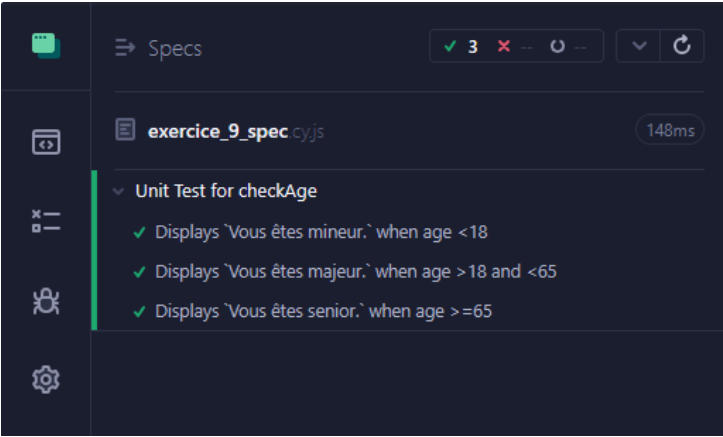 Specs
3 -- --
exercice_9_spec.cy.js
148ms
Unit Test for checkAge
Displays `Vous êtes mineur.` when age <18
Displays `Vous êtes majeur.` when age >18 and <65
Displays `Vous êtes senior.` when age >=65